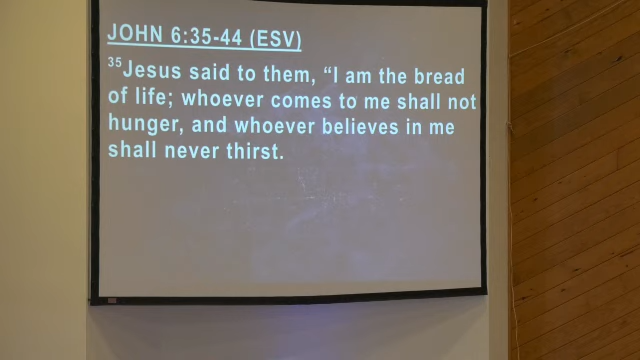 JOHN 6:35-44 (ESV)
35Jesus said to them, “I am the bread
of life; whoever comes to me shall not
hunger, and whoever believes in me
shall never thirst.